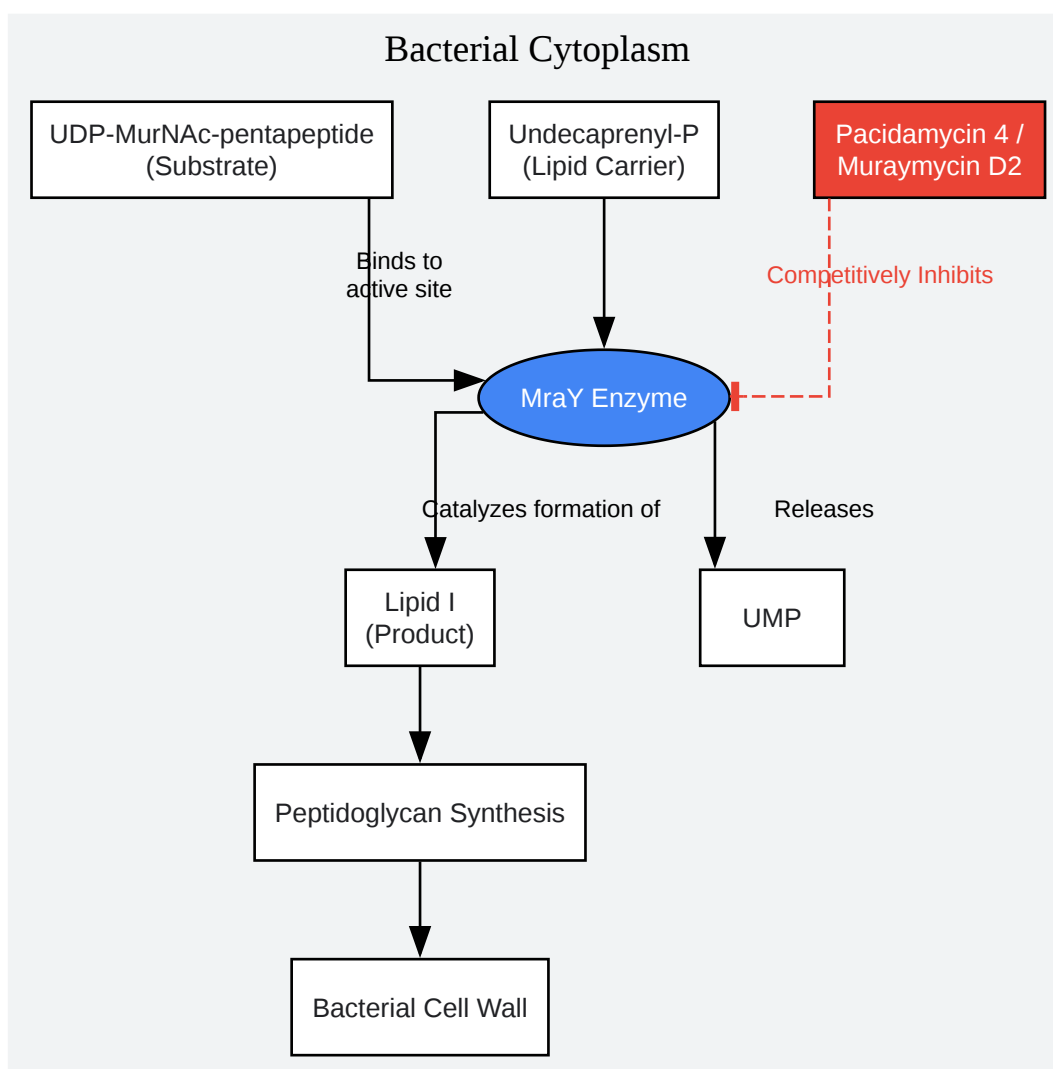 Bacterial Cytoplasm
UDP-MurNAc-pentapeptide
(Substrate)
Undecaprenyl-P
(Lipid Carrier)
Pacidamycin 4 /
Muraymycin D2
Binds to
active site
Competitively Inhibits
MraY Enzyme
Catalyzes formation of
Releases
Lipid I
(Product)
UMP
Peptidoglycan Synthesis
Bacterial Cell Wall